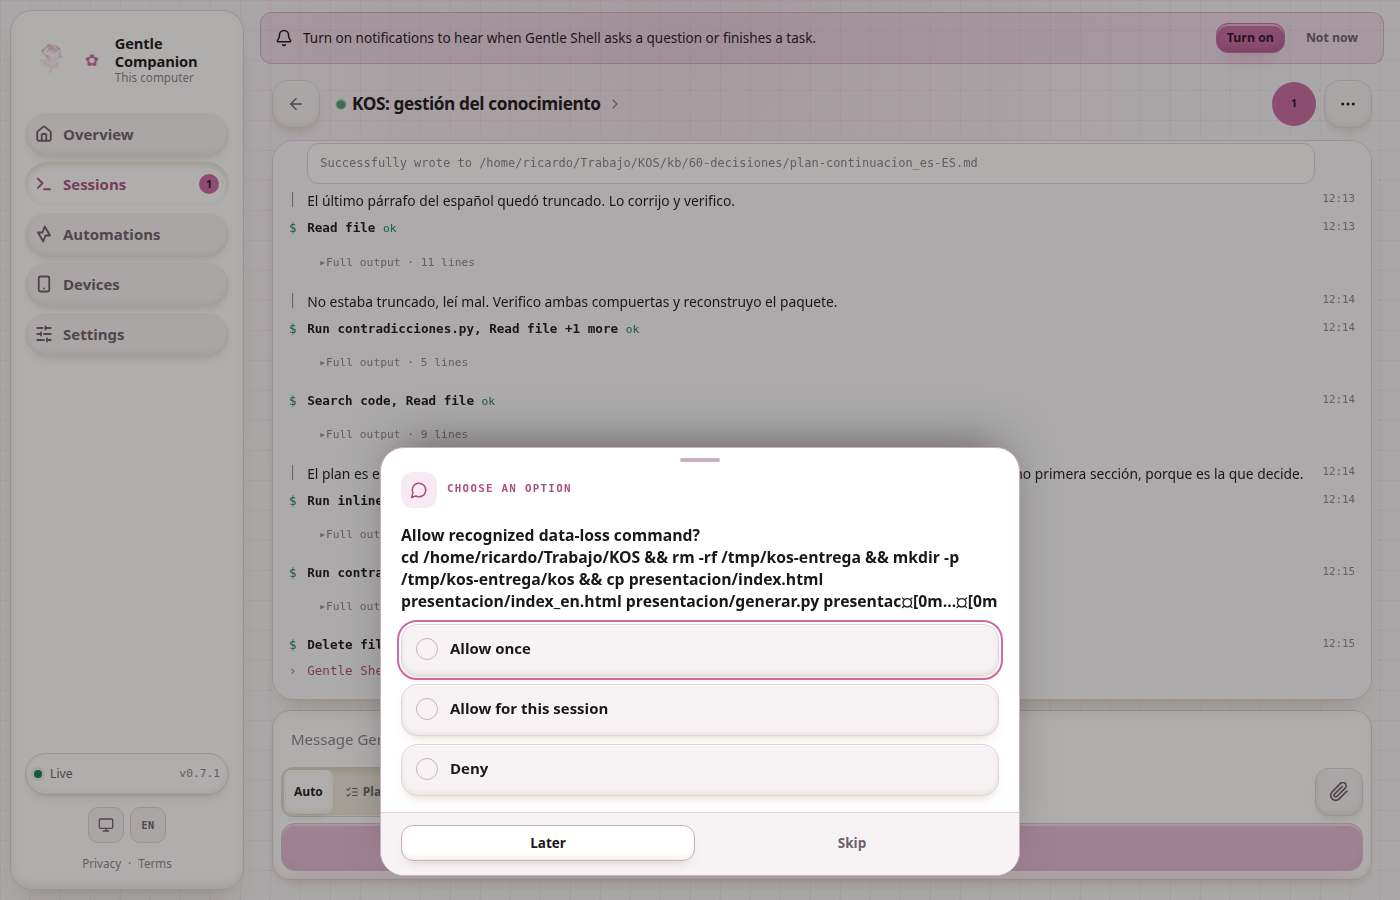 Gentle
Companion
This computer
Overview
Sessions 1
Automations
Devices
Settings
Live v0.7.1
EN
Privacy · Terms
Turn on notifications to hear when Gentle Shell asks a question or finishes a task.
Turn on Not now
KOS: gestión del conocimiento
1
Successfully wrote to /home/ricardo/Trabajo/KOS/kb/60-decisiones/plan-continuacion_es-ES.md
El último párrafo del español quedó truncado. Lo corrijo y verifico. 12:13
$ Read file ok 12:13
▸Full output · 11 lines
No estaba truncado, leí mal. Verifico ambas compuertas y reconstruyo el paquete. 12:14
$ Run contradicciones.py, Read file +1 more ok 12:14
▸Full output · 5 lines
$ Search code, Read file ok 12:14
▸Full output · 9 lines
El plan es e
primera sección, porque es la que decide. 12:14
$ Run inline 12:14
▸Full out
$ Run contra 12:15
▸Full out
$ Delete fil 12:15
› Gentle She
Message Ger
Auto Pla
CHOOSE AN OPTION
Allow recognized data-loss command?
cd /home/ricardo/Trabajo/KOS && rm -rf /tmp/kos-entrega && mkdir -p
/tmp/kos-entrega/kos && cp presentacion/index.html
presentacion/index_en.html presentacion/generar.py presentac¤[0m...¤[0m
Allow once
Allow for this session
Deny
Later Skip